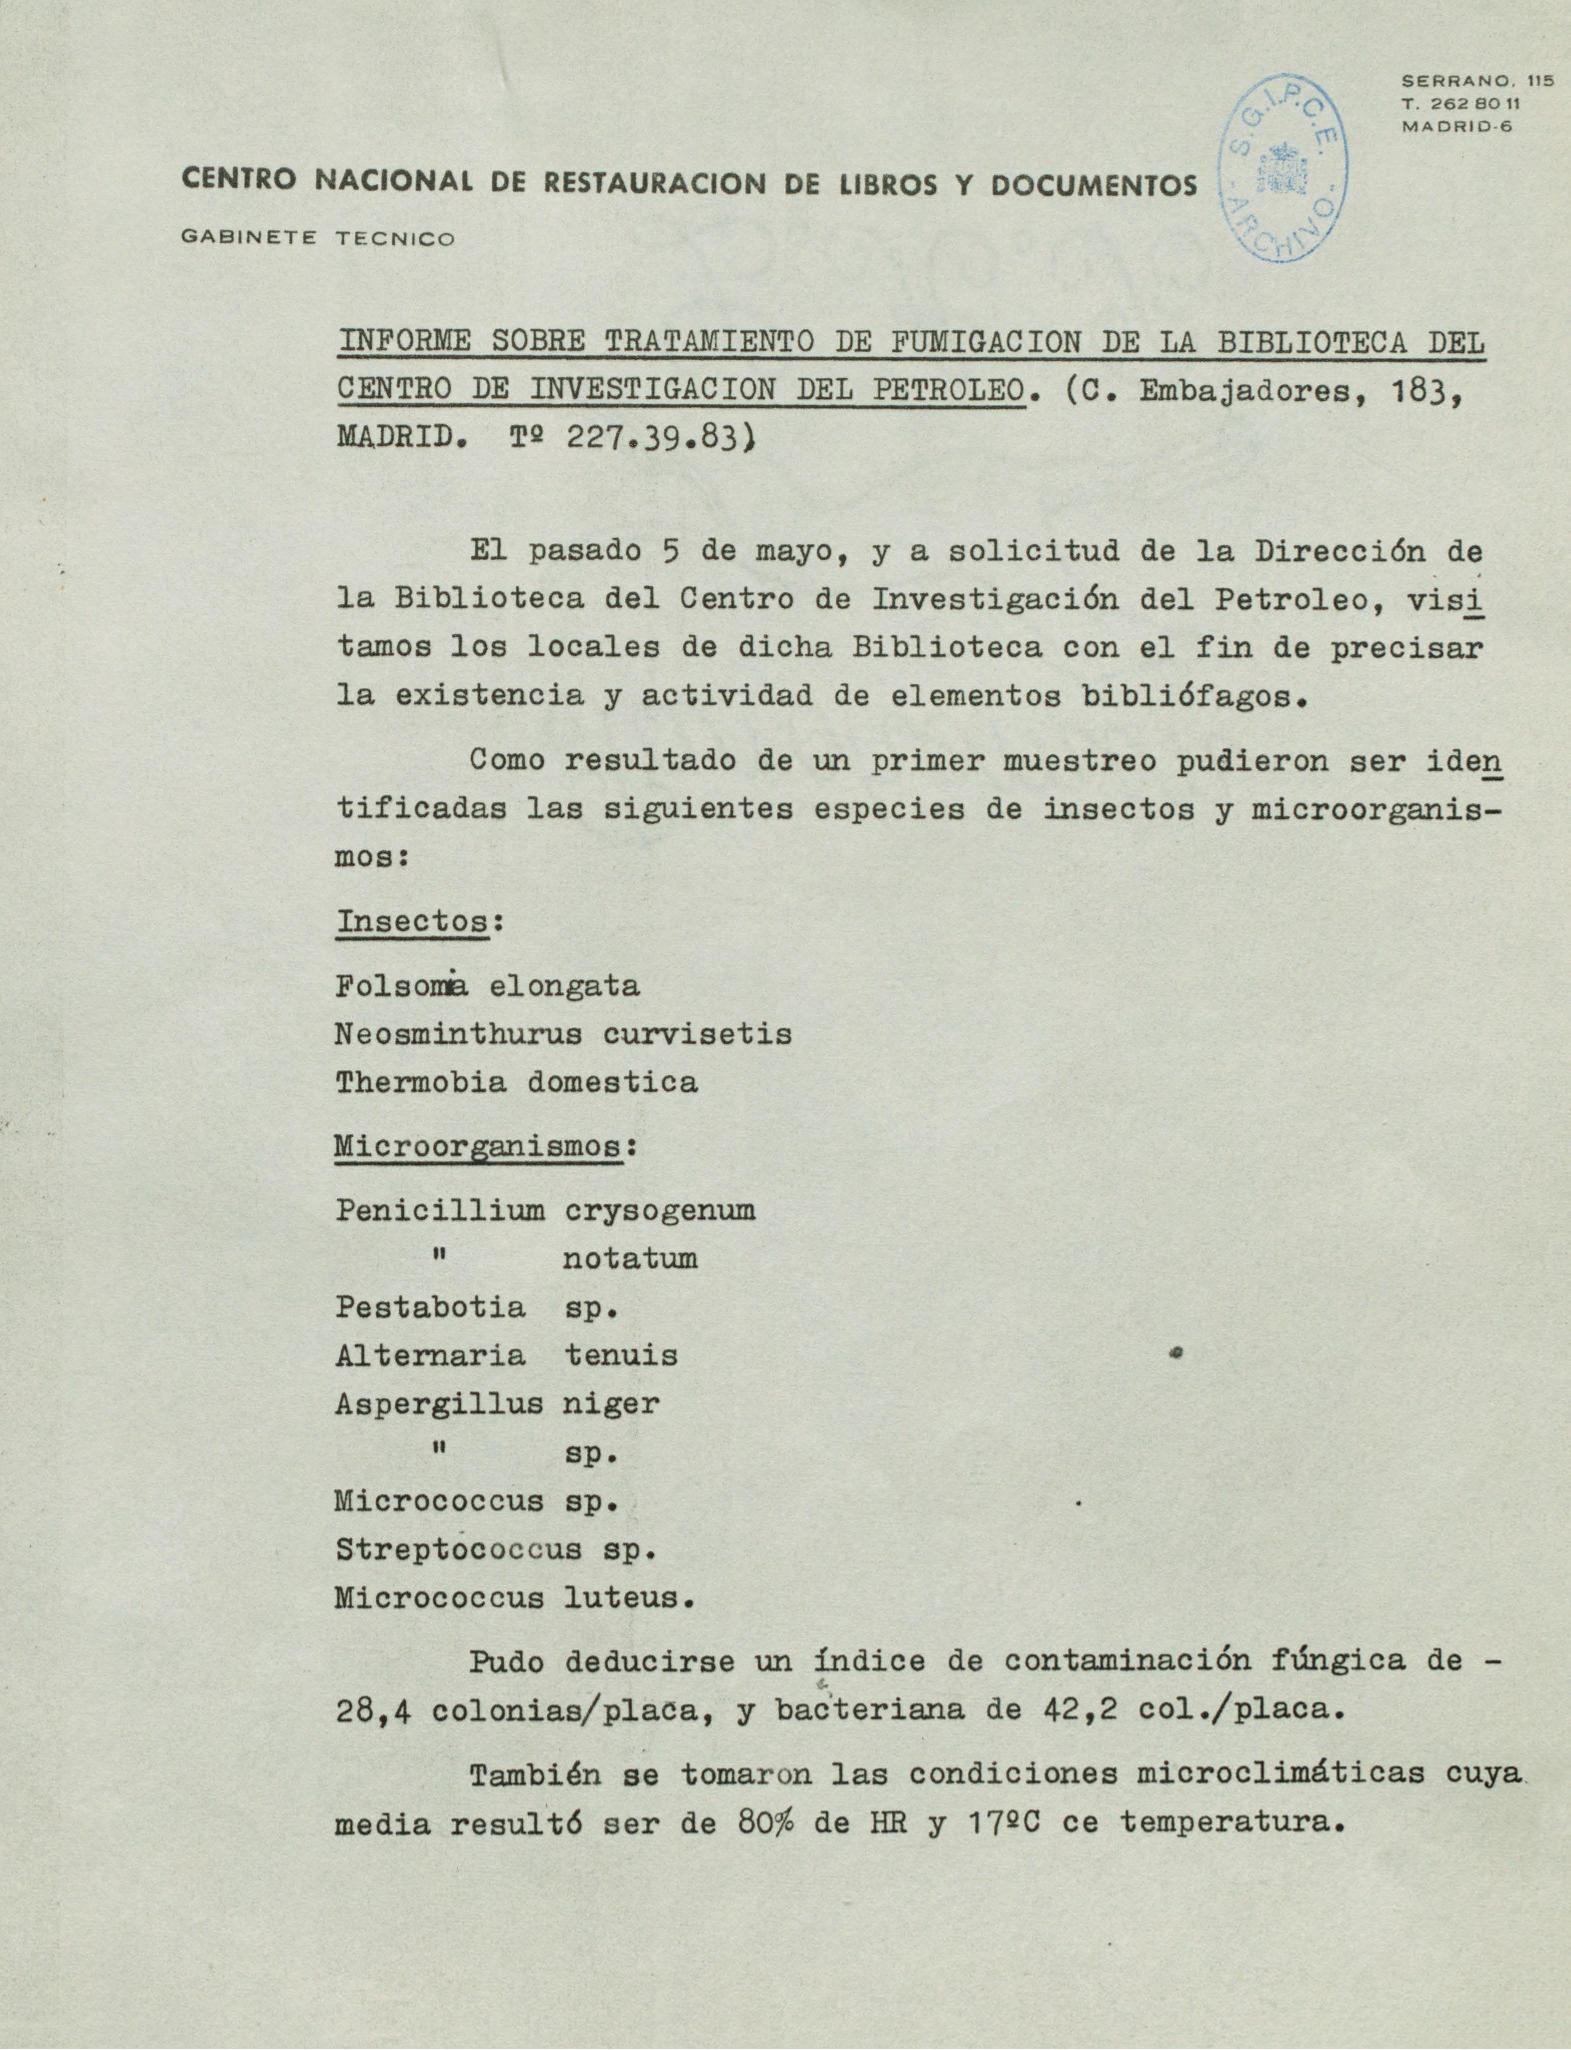 SERRANO, 115
T. 262 80 11
MADRID-6
S.G.I.P.C.E.
-ARCHIVO-
CENTRO NACIONAL DE RESTAURACION DE LIBROS Y DOCUMENTOS
GABINETE TECNICO
INFORME SOBRE TRATAMIENTO DE FUMIGACION DE LA BIBLIOTECA DEL
CENTRO DE INVESTIGACION DEL PETROLEO. (C. Embajadores, 183,
MADRID. Tº 227.39.83)
El pasado 5 de mayo, y a solicitud de la Dirección de
la Biblioteca del Centro de Investigación del Petroleo, visi
tamos los locales de dicha Biblioteca con el fin de precisar
la existencia y actividad de elementos bibliófagos.
Como resultado de un primer muestreo pudieron ser iden
tificadas las siguientes especies de insectos y microorganis-
mos:
Insectos:
Folsomia elongata
Neosminthurus curvisetis
Thermobia domestica
Microorganismos:
Penicillium crysogenum
" notatum
Pestabotia sp.
Alternaria tenuis
Aspergillus niger
" sp.
Micrococcus sp.
Streptococcus sp.
Micrococcus luteus.
Pudo deducirse un índice de contaminación fúngica de -
28,4 colonias/placa, y bacteriana de 42,2 col./placa.
También se tomaron las condiciones microclimáticas cuya
media resultó ser de 80% de HR y 17ºC ce temperatura.